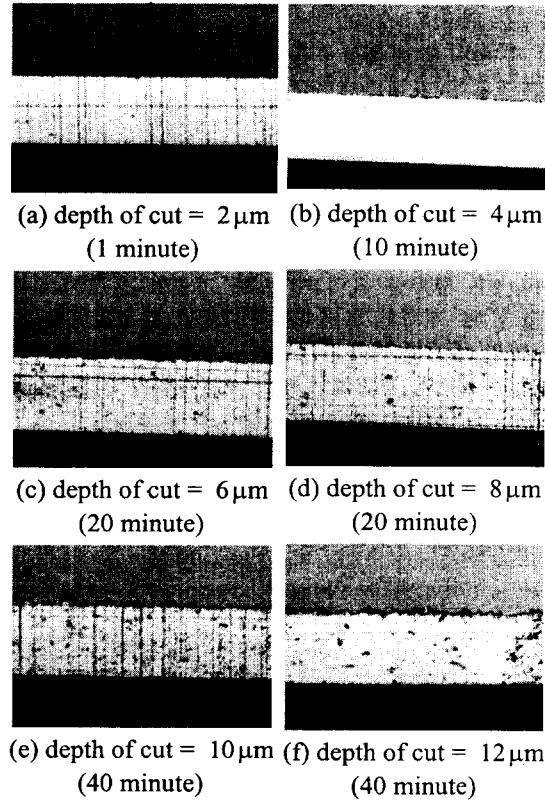 (a) depth of cut = 2 μm
(1 minute)
(b) depth of cut = 4 μm
(10 minute)
(c) depth of cut = 6 μm
(20 minute)
(d) depth of cut = 8 μm
(20 minute)
(e) depth of cut = 10 μm
(40 minute)
(f) depth of cut = 12 μm
(40 minute)